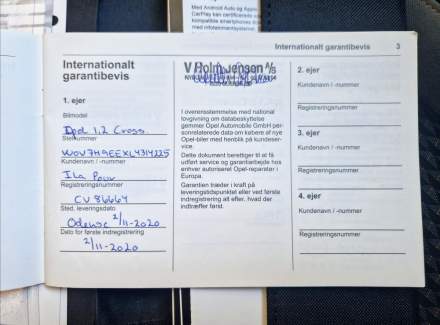 Med Android Auto og Apple
CarPlay kan certificerede
kompatible smartphones
med infotainmentsystemet
Internationalt garantibevis 3
Internationalt
garantibevis
1. ejer
Bilmodel
Opel 1.2 Cross
Stelnummer
Kundenavn / -nummer
Ila Pour
Registreringsnummer
CV 86664
Sted, leveringsdato
Odense 2/11-2020
Dato for første indregistrering
2/11-2020
V Holm Jensen A/S
I overensstemmelse med national
lovgivning om databeskyttelse
gemmer Opel Automobile GmbH per-
sonrelaterede data om købere af nye
Opel-biler med henblik på kundeser-
vice.
Dette dokument berettiger til at få
udført service og garantiarbejde hos
enhver autoriseret Opel-reparatør i
Europa.
Garantien træder i kraft på
leveringstidspunktet eller ved første
indregistrering alt efter, hvad der
indtræffer først.
2. ejer
Kundenavn / -nummer
Registreringsnummer
3. ejer
Kundenavn / -nummer
Registreringsnummer
4. ejer
Kundenavn / -nummer
Registreringsnummer